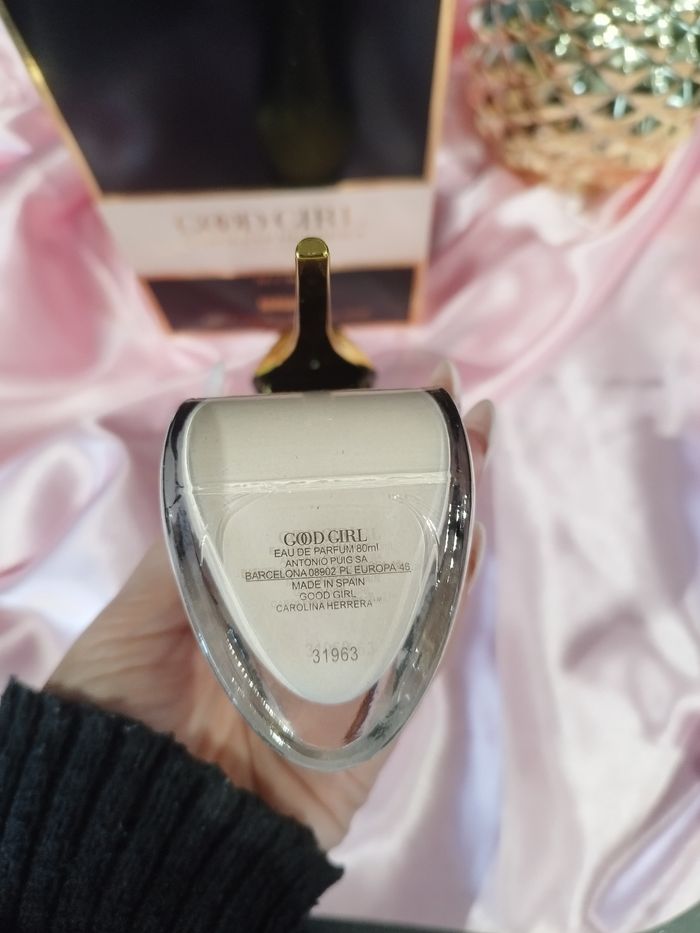 GOOD GIRL
GOOD GIRL
EAU DE PARFUM 80ml
ANTONIO PUIG SA
BARCELONA 08902 PL EUROPA 46
MADE IN SPAIN
GOOD GIRL
CAROLINA HERRERA™
31963